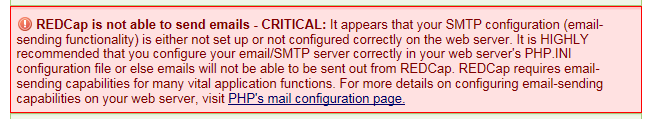 REDCap is not able to send emails - CRITICAL: It appears that your SMTP configuration (email-
sending functionality) is either not set up or not configured correctly on the web server. It is HIGHLY
recommended that you configure your email/SMTP server correctly in your web server's PHP.INI
configuration file or else emails will not be able to be sent out from REDCap. REDCap requires email-
sending capabilities for many vital application functions. For more details on configuring email-sending
capabilities on your web server, visit PHP's mail configuration page.